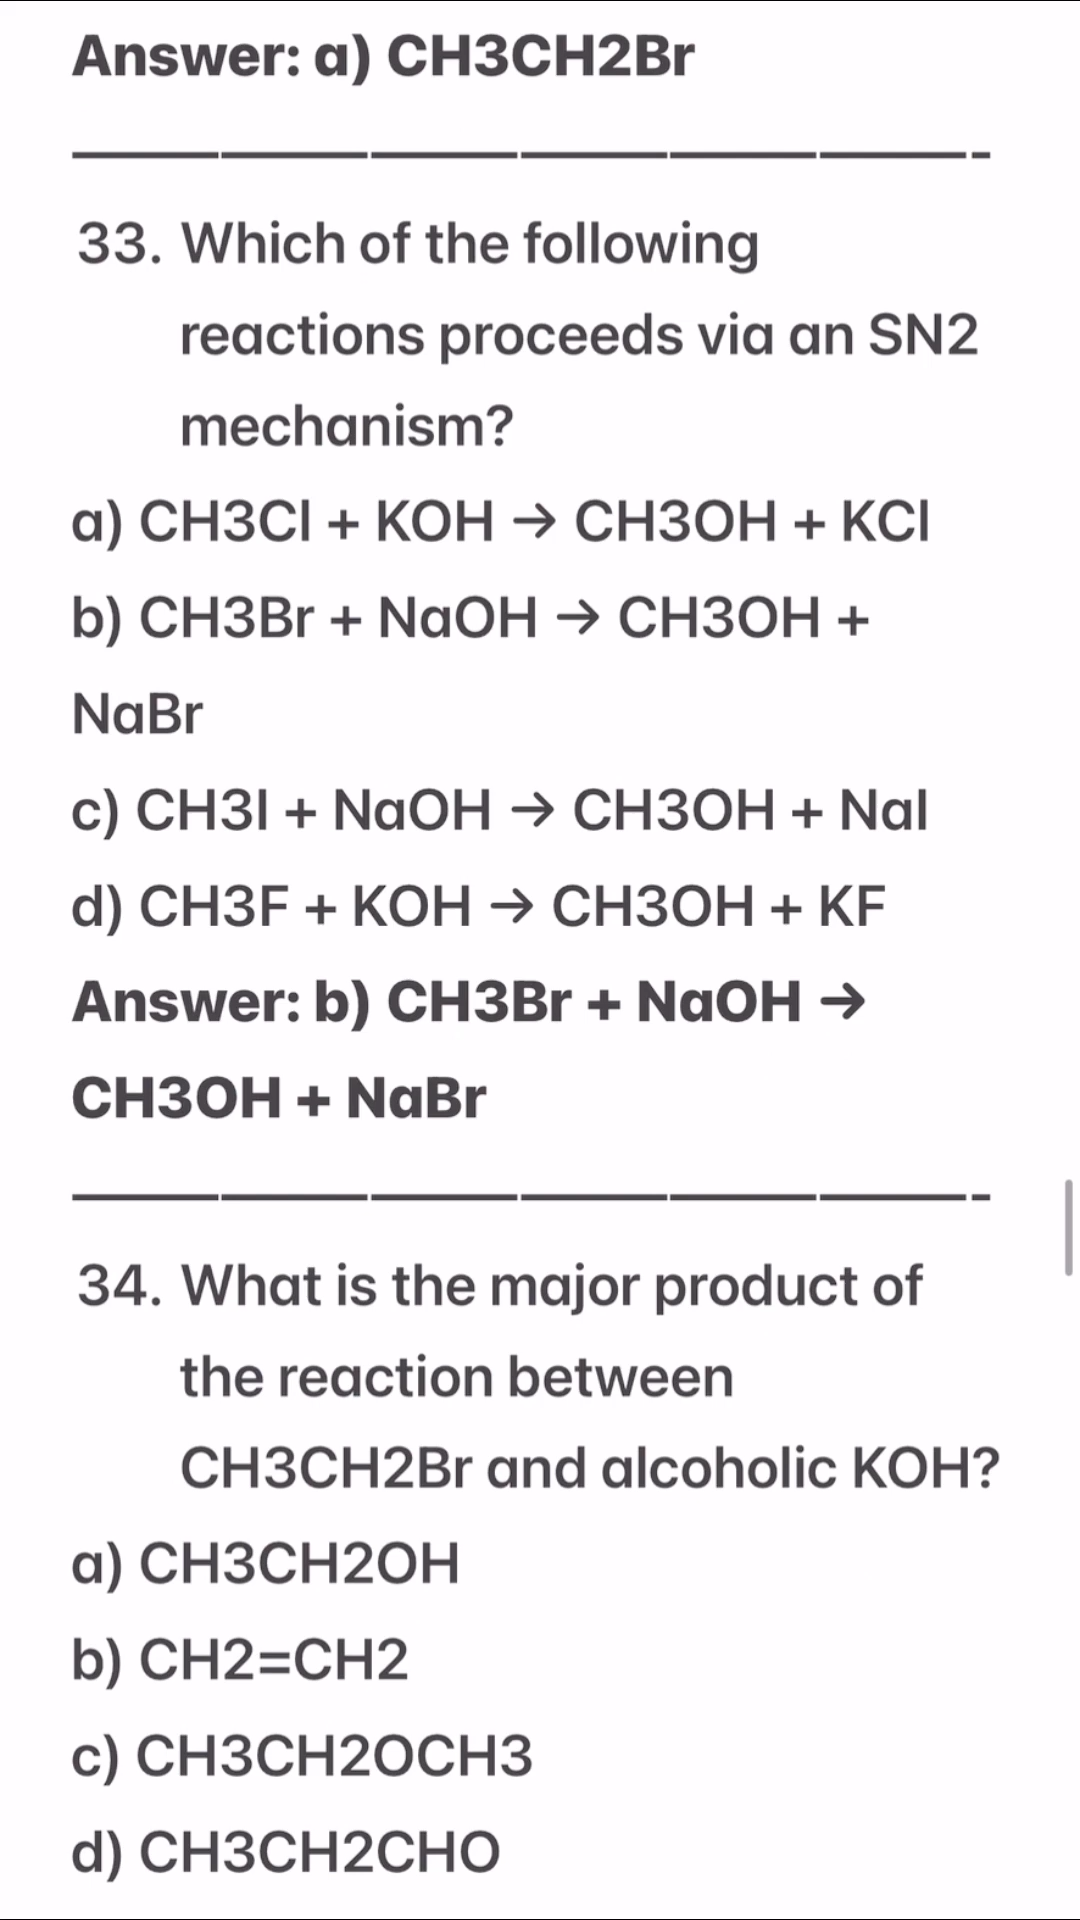 Answer: a) CH3CH2Br
——————-
33. Which of the following
reactions proceeds via an SN2
mechanism?
a) CH3Cl + KOH → CH3OH + KCl
b) CH3Br + NaOH → CH3OH +
NaBr
c) CH3I + NaOH → CH3OH + NaI
d) CH3F + KOH → CH3OH + KF
Answer: b) CH3Br + NaOH →
CH3OH + NaBr
——————-
34. What is the major product of
the reaction between
CH3CH2Br and alcoholic KOH?
a) CH3CH2OH
b) CH2=CH2
c) CH3CH2OCH3
d) CH3CH2CHO